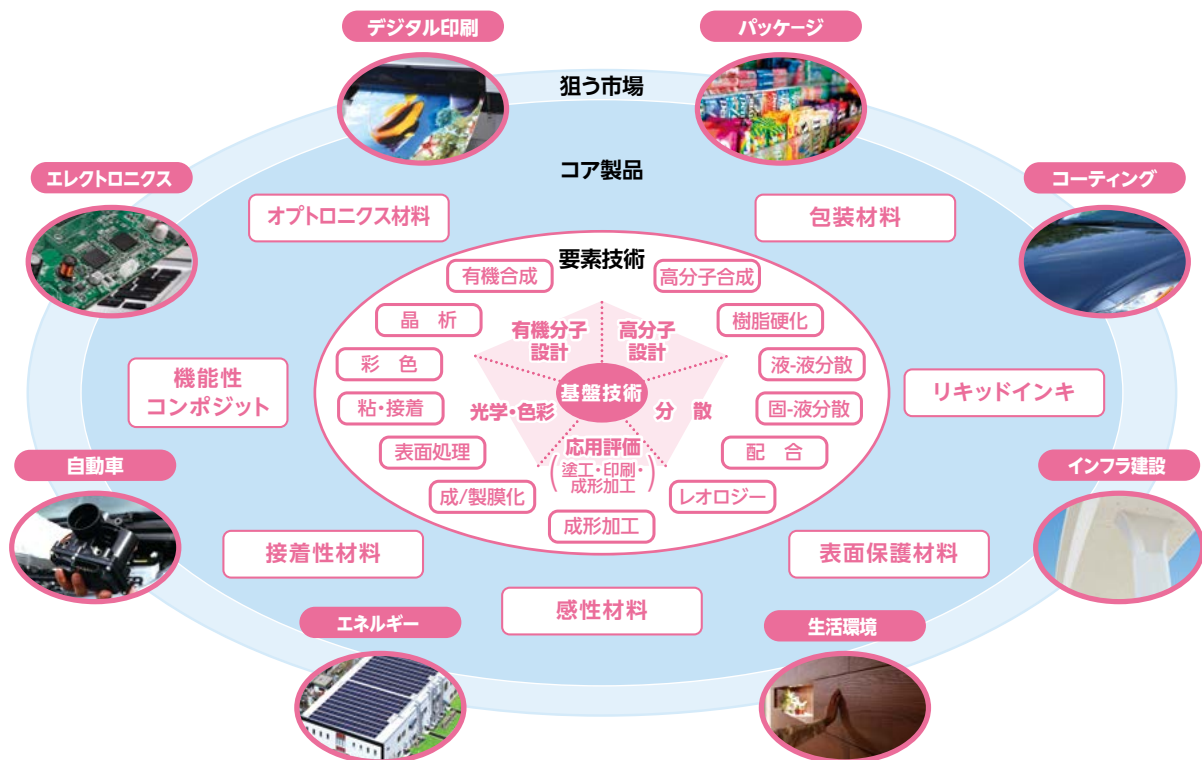 デジタル印刷
パッケージ
狙う市場
コア製品
エレクトロニクス
コーティング
オプトロニクス材料
包装材料
要素技術
有機合成
高分子合成
晶 析
樹脂硬化
有機分子
設計
高分子
設計
彩 色
液-液分散
機能性
コンポジット
基盤技術
リキッドインキ
粘・接着
光学・色彩
分 散
固-液分散
表面処理
応用評価
(塗工・印刷・
成形加工)
配 合
自動車
インフラ建設
成/製膜化
レオロジー
成形加工
接着性材料
表面保護材料
感性材料
エネルギー
生活環境